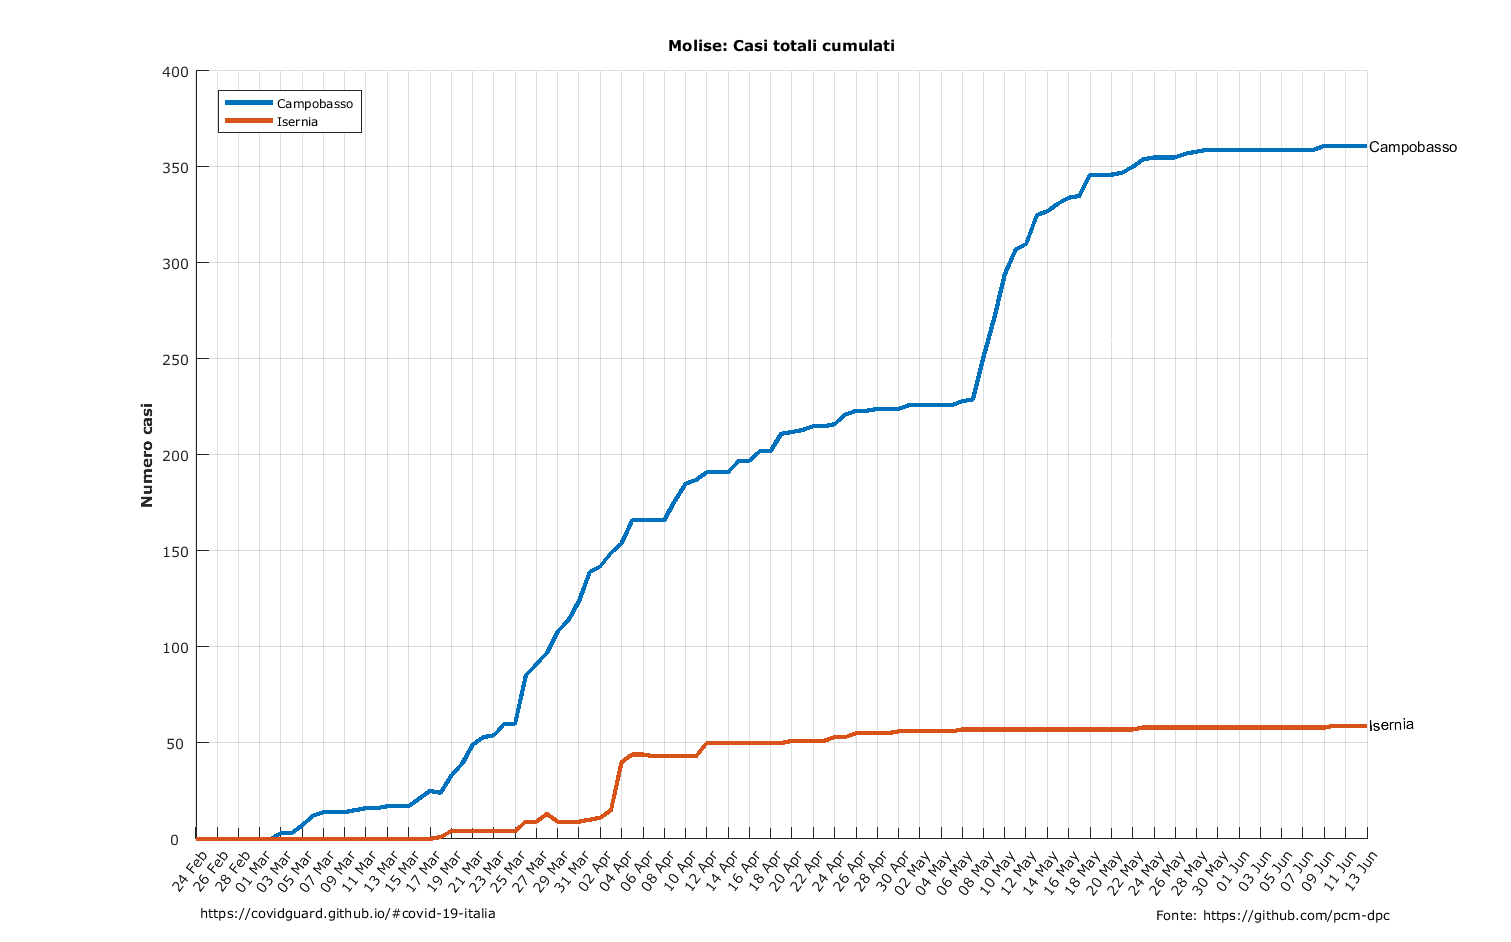 Molise: Casi totali cumulati
Campobasso
Isernia
Numero casi
400
350
300
250
200
150
100
50
0
Campobasso
Isernia
24 Feb
26 Feb
28 Feb
01 Mar
03 Mar
05 Mar
07 Mar
09 Mar
11 Mar
13 Mar
15 Mar
17 Mar
19 Mar
21 Mar
23 Mar
25 Mar
27 Mar
29 Mar
31 Mar
02 Apr
04 Apr
06 Apr
08 Apr
10 Apr
12 Apr
14 Apr
16 Apr
18 Apr
20 Apr
22 Apr
24 Apr
26 Apr
28 Apr
30 Apr
02 May
04 May
06 May
08 May
10 May
12 May
14 May
16 May
18 May
20 May
22 May
24 May
26 May
28 May
30 May
01 Jun
03 Jun
05 Jun
07 Jun
09 Jun
11 Jun
13 Jun
https://covidguard.github.io/#covid-19-italia
Fonte: https://github.com/pcm-dpc